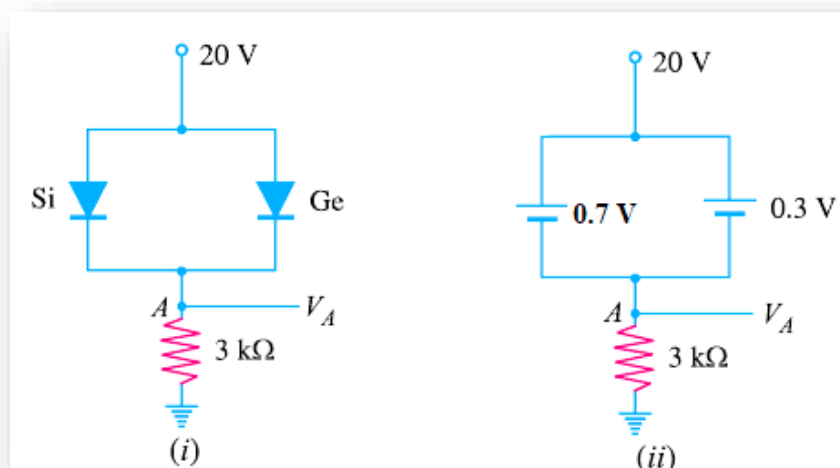 20 V
Si
Ge
A
V_A
3 kΩ
(i)
20 V
0.7 V
0.3 V
A
V_A
3 kΩ
(ii)